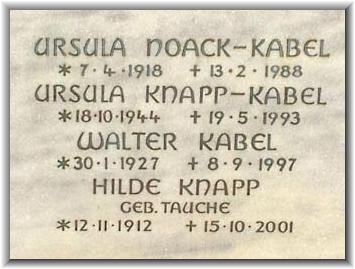 URSULA NOACK-KABEL
* 7·4·1918 + 13·2·1988
URSULA KNAPP-KABEL
*18·10·1944 + 19·5·1993
WALTER KABEL
*30·1·1927 + 8·9·1997
HILDE KNAPP
GEB. TAUCHE
*12·11·1912 + 15·10·2001